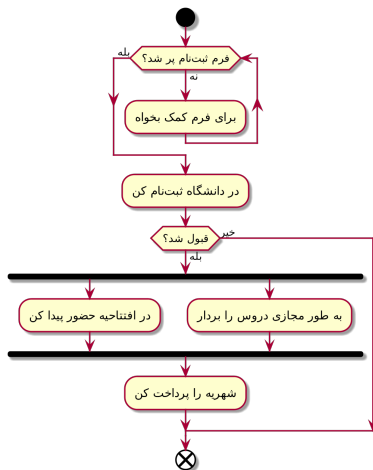 فرم ثبت‌نام پر شد؟
بله
نه
برای فرم کمک بخواه
در دانشگاه ثبت‌نام کن
قبول شد؟
خیر
بله
به طور مجازی دروس را بردار
در افتتاحیه حضور پیدا کن
شهریه را پرداخت کن